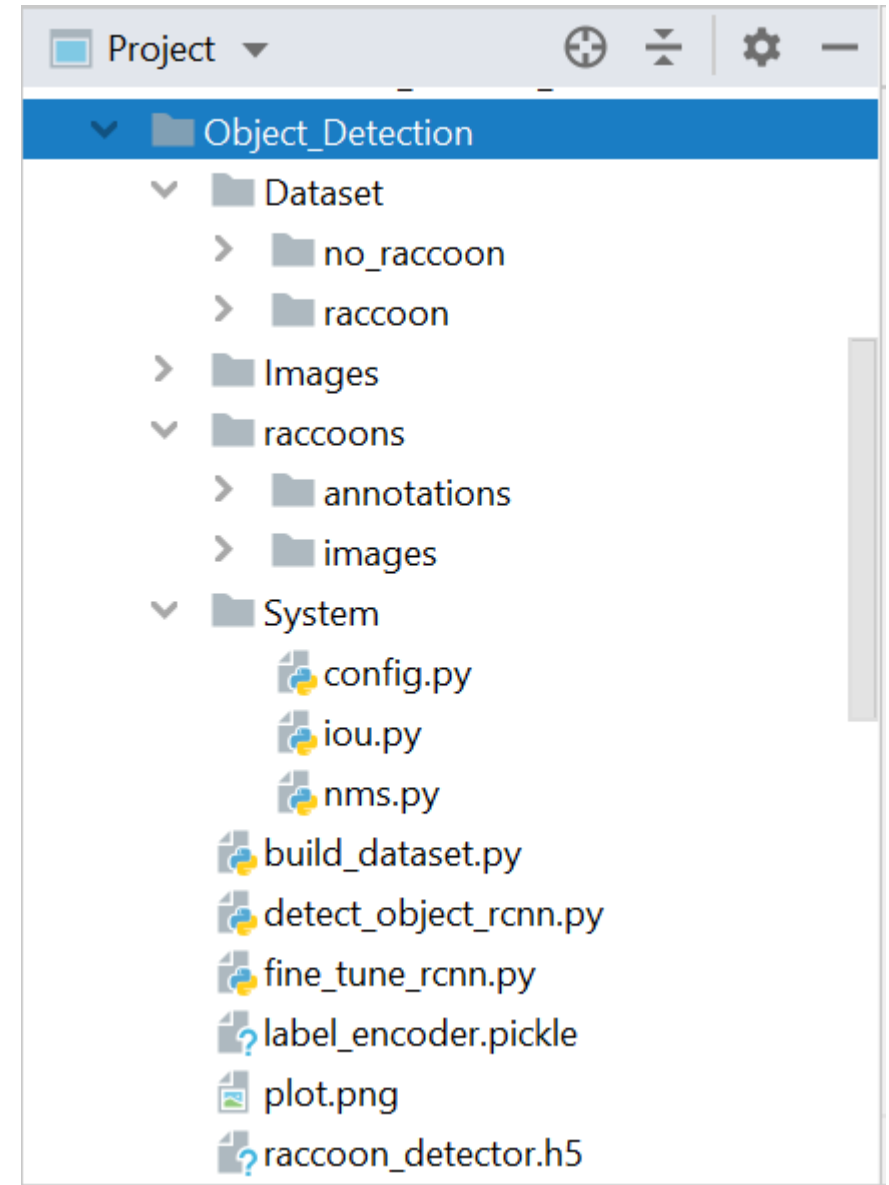 Project
Object_Detection
Dataset
no_raccoon
raccoon
Images
raccoons
annotations
images
System
config.py
iou.py
nms.py
build_dataset.py
detect_object_rcnn.py
fine_tune_rcnn.py
label_encoder.pickle
plot.png
raccoon_detector.h5